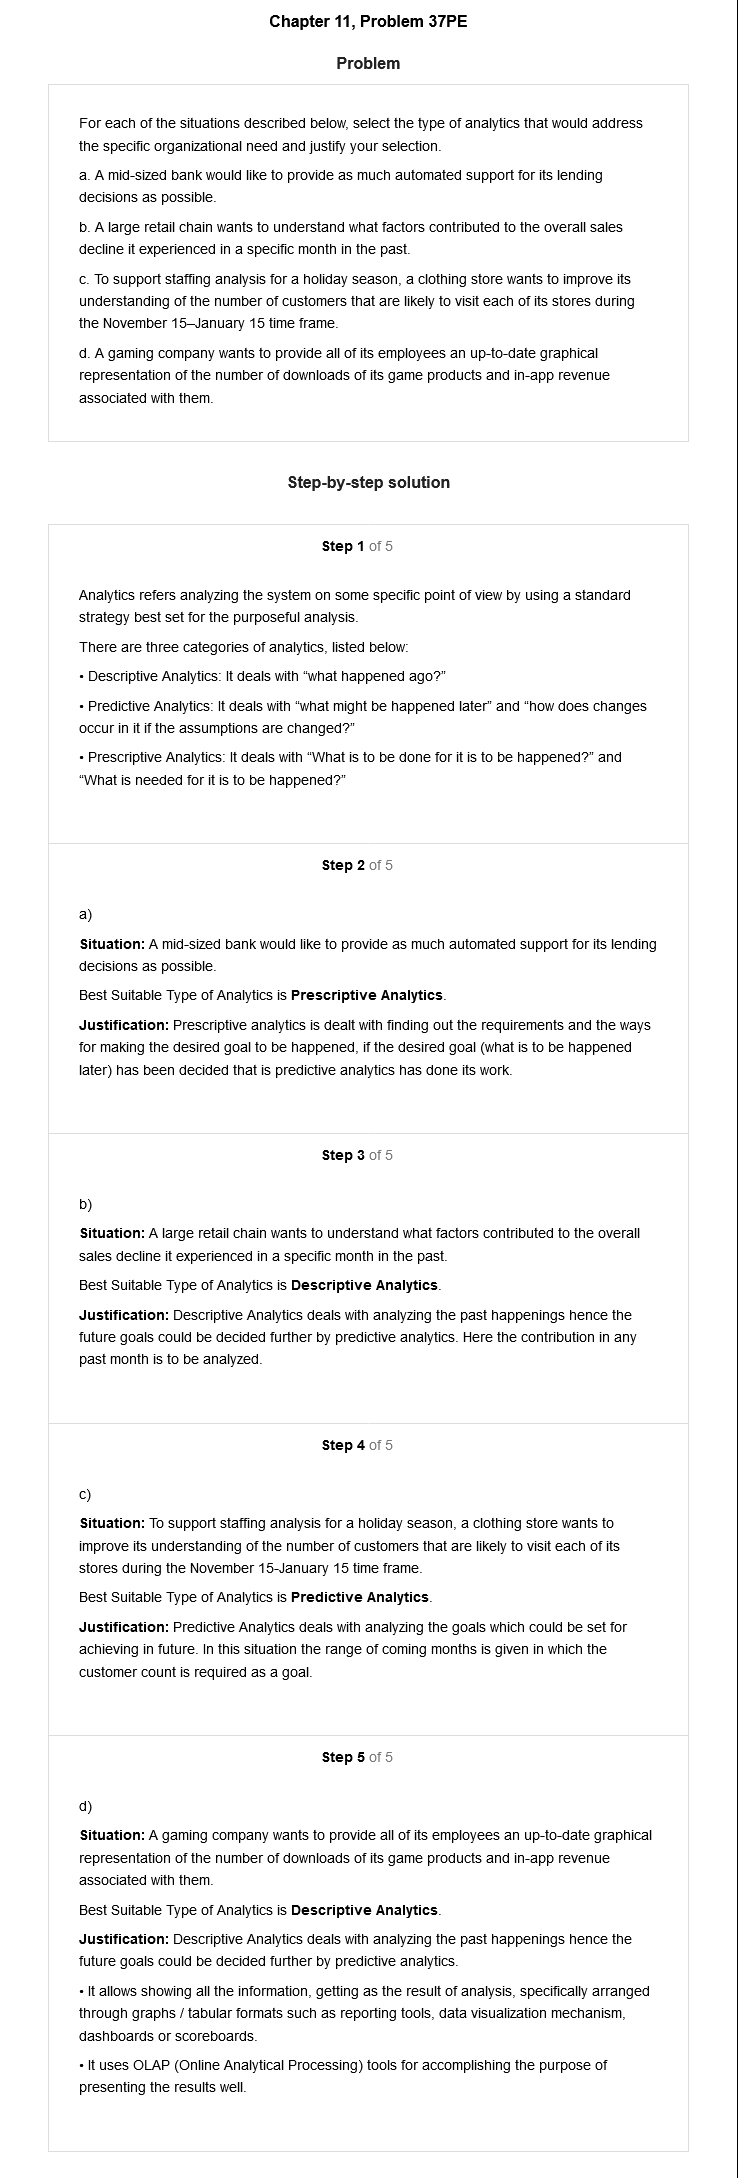 Chapter 11, Problem 37PE
Problem
For each of the situations described below, select the type of analytics that would address
the specific organizational need and justify your selection.
a. A mid-sized bank would like to provide as much automated support for its lending
decisions as possible.
b. A large retail chain wants to understand what factors contributed to the overall sales
decline it experienced in a specific month in the past.
c. To support staffing analysis for a holiday season, a clothing store wants to improve its
understanding of the number of customers that are likely to visit each of its stores during
the November 15–January 15 time frame.
d. A gaming company wants to provide all of its employees an up-to-date graphical
representation of the number of downloads of its game products and in-app revenue
associated with them.
Step-by-step solution
Step 1 of 5
Analytics refers analyzing the system on some specific point of view by using a standard
strategy best set for the purposeful analysis.
There are three categories of analytics, listed below:
• Descriptive Analytics: It deals with “what happened ago?”
• Predictive Analytics: It deals with “what might be happened later” and “how does changes
occur in it if the assumptions are changed?”
• Prescriptive Analytics: It deals with “What is to be done for it is to be happened?” and
“What is needed for it is to be happened?”
Step 2 of 5
a)
Situation: A mid-sized bank would like to provide as much automated support for its lending
decisions as possible.
Best Suitable Type of Analytics is Prescriptive Analytics.
Justification: Prescriptive analytics is dealt with finding out the requirements and the ways
for making the desired goal to be happened, if the desired goal (what is to be happened
later) has been decided that is predictive analytics has done its work.
Step 3 of 5
b)
Situation: A large retail chain wants to understand what factors contributed to the overall
sales decline it experienced in a specific month in the past.
Best Suitable Type of Analytics is Descriptive Analytics.
Justification: Descriptive Analytics deals with analyzing the past happenings hence the
future goals could be decided further by predictive analytics. Here the contribution in any
past month is to be analyzed.
Step 4 of 5
c)
Situation: To support staffing analysis for a holiday season, a clothing store wants to
improve its understanding of the number of customers that are likely to visit each of its
stores during the November 15-January 15 time frame.
Best Suitable Type of Analytics is Predictive Analytics.
Justification: Predictive Analytics deals with analyzing the goals which could be set for
achieving in future. In this situation the range of coming months is given in which the
customer count is required as a goal.
Step 5 of 5
d)
Situation: A gaming company wants to provide all of its employees an up-to-date graphical
representation of the number of downloads of its game products and in-app revenue
associated with them.
Best Suitable Type of Analytics is Descriptive Analytics.
Justification: Descriptive Analytics deals with analyzing the past happenings hence the
future goals could be decided further by predictive analytics.
• It allows showing all the information, getting as the result of analysis, specifically arranged
through graphs / tabular formats such as reporting tools, data visualization mechanism,
dashboards or scoreboards.
• It uses OLAP (Online Analytical Processing) tools for accomplishing the purpose of
presenting the results well.